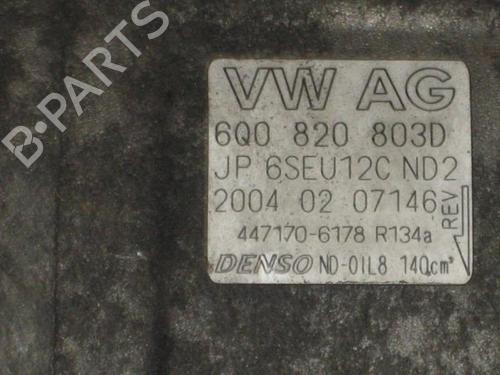 B-PARTS
VW AG
6Q0 820 803D
JP 6SEU12C ND2
2004 02 07146
REV
447170-6178 R134a
DENSO ND-OIL8 140cm³